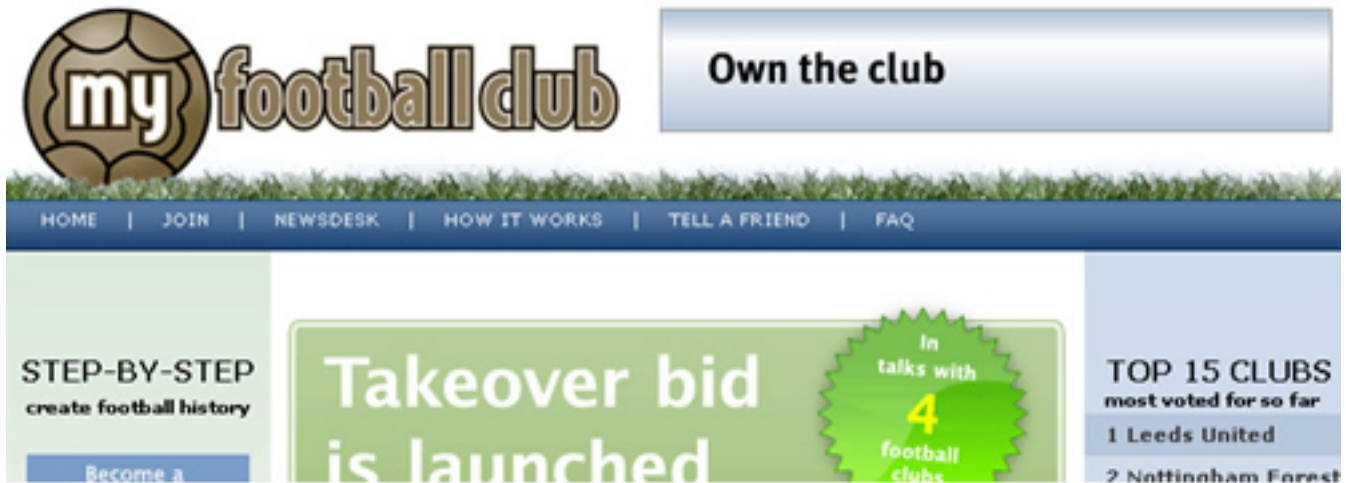 my football club
Own the club
HOME | JOIN | NEWSDESK | HOW IT WORKS | TELL A FRIEND | FAQ
STEP-BY-STEP
create football history
Become a
Takeover bid
is launched
In
talks with
4
football
clubs
TOP 15 CLUBS
most voted for so far
1 Leeds United
2 Nottingham Forest